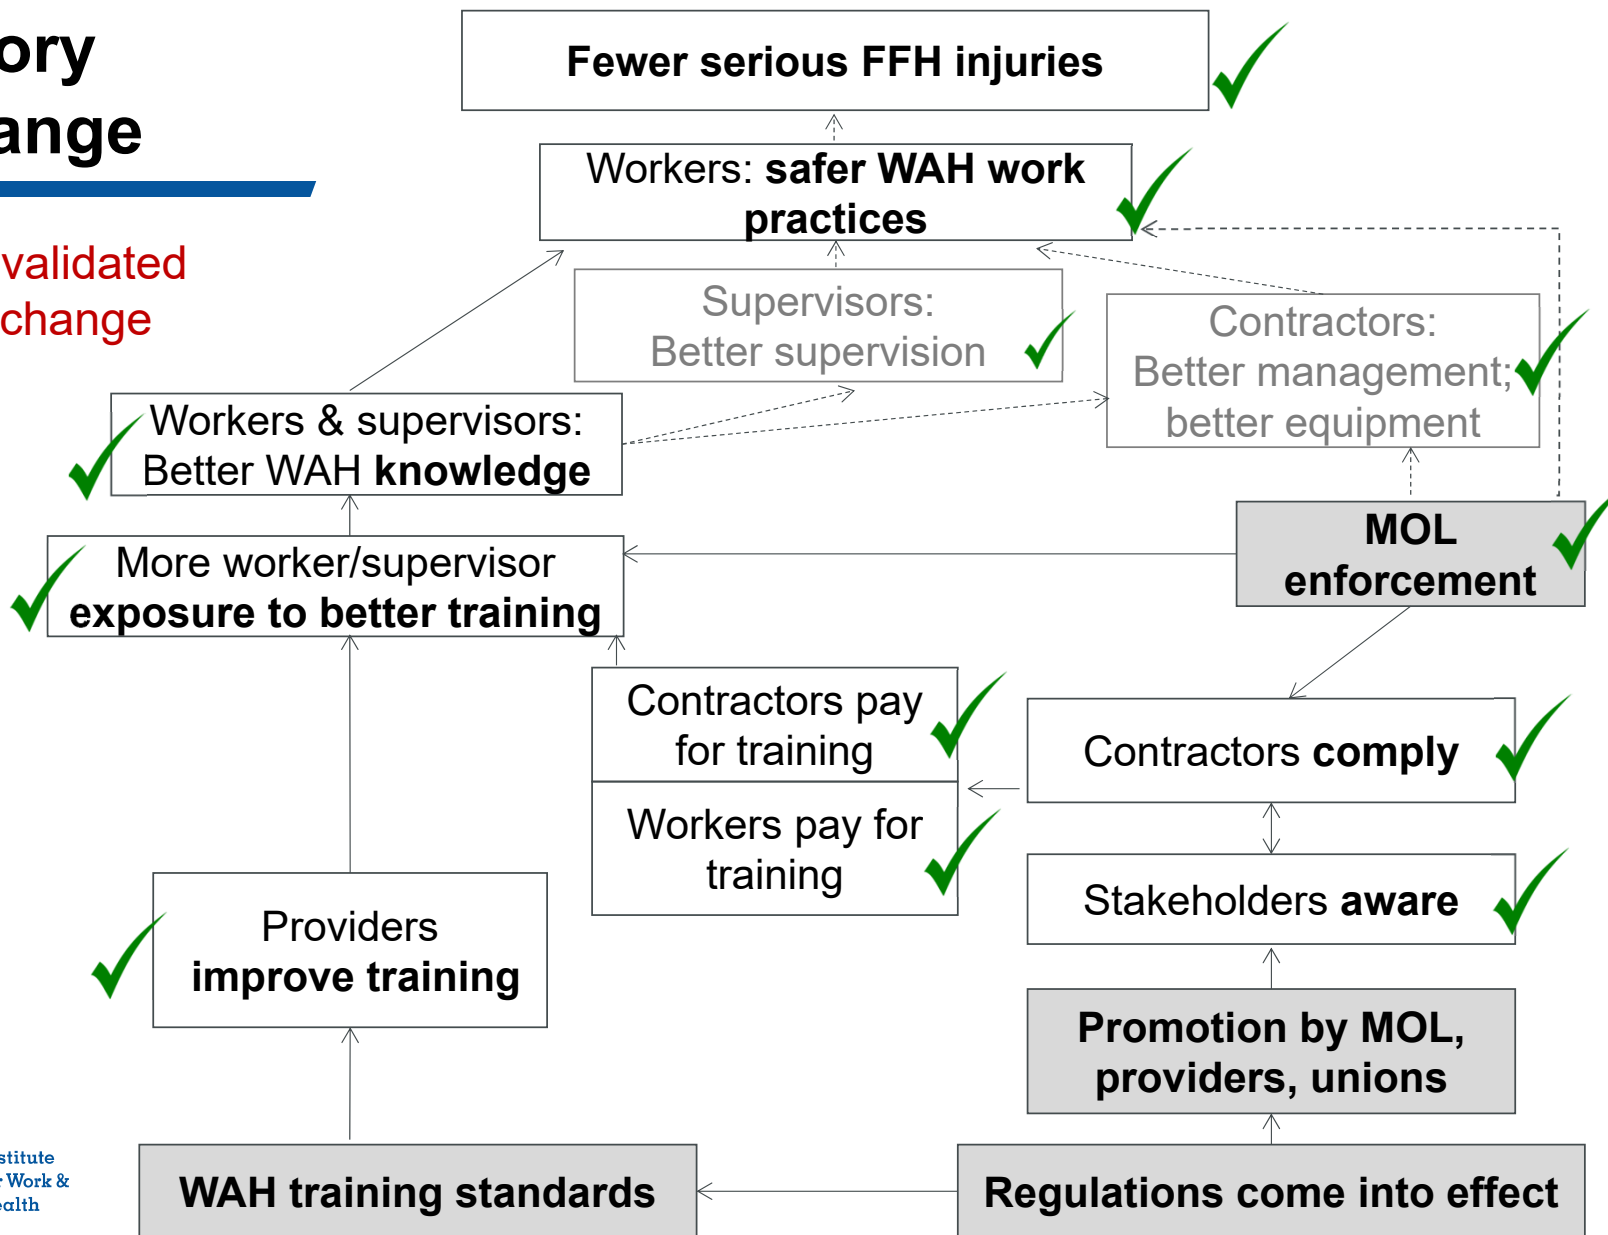 ory
ange
validated
change
Fewer serious FFH injuries
Workers: safer WAH work
practices
Supervisors:
Better supervision
Contractors:
Better management;
better equipment
Workers & supervisors:
Better WAH knowledge
MOL
enforcement
More worker/supervisor
exposure to better training
Contractors pay
for training
Contractors comply
Workers pay for
training
Stakeholders aware
Providers
improve training
Promotion by MOL,
providers, unions
WAH training standards
Regulations come into effect
stitute
r Work &
ealth